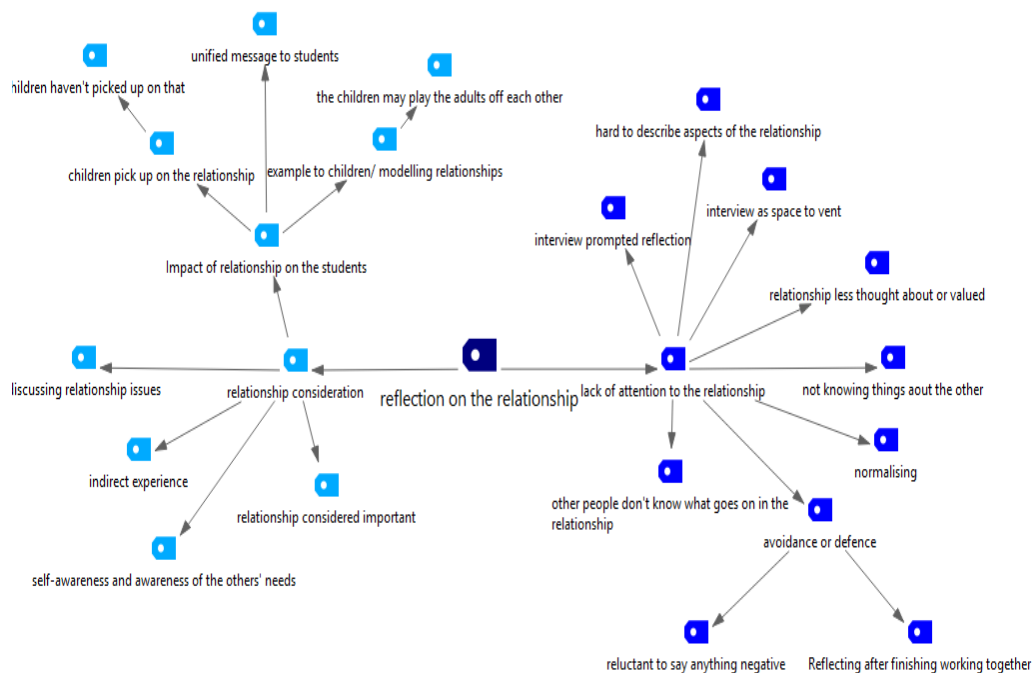 unified message to students
hildren haven't picked up on that
the children may play the adults off each other
hard to describe aspects of the relationship
children pick up on the relationship
example to children/ modelling relationships
interview as space to vent
interview prompted reflection
Impact of relationship on the students
relationship less thought about or valued
liscussing relationship issues
relationship consideration
reflection on the relationship
lack of attention to the relationship
not knowing things aout the other
indirect experience
normalising
relationship considered important
other people don't know what goes on in the
relationship
avoidance or defence
self-awareness and awareness of the others' needs
reluctant to say anything negative
Reflecting after finishing working together